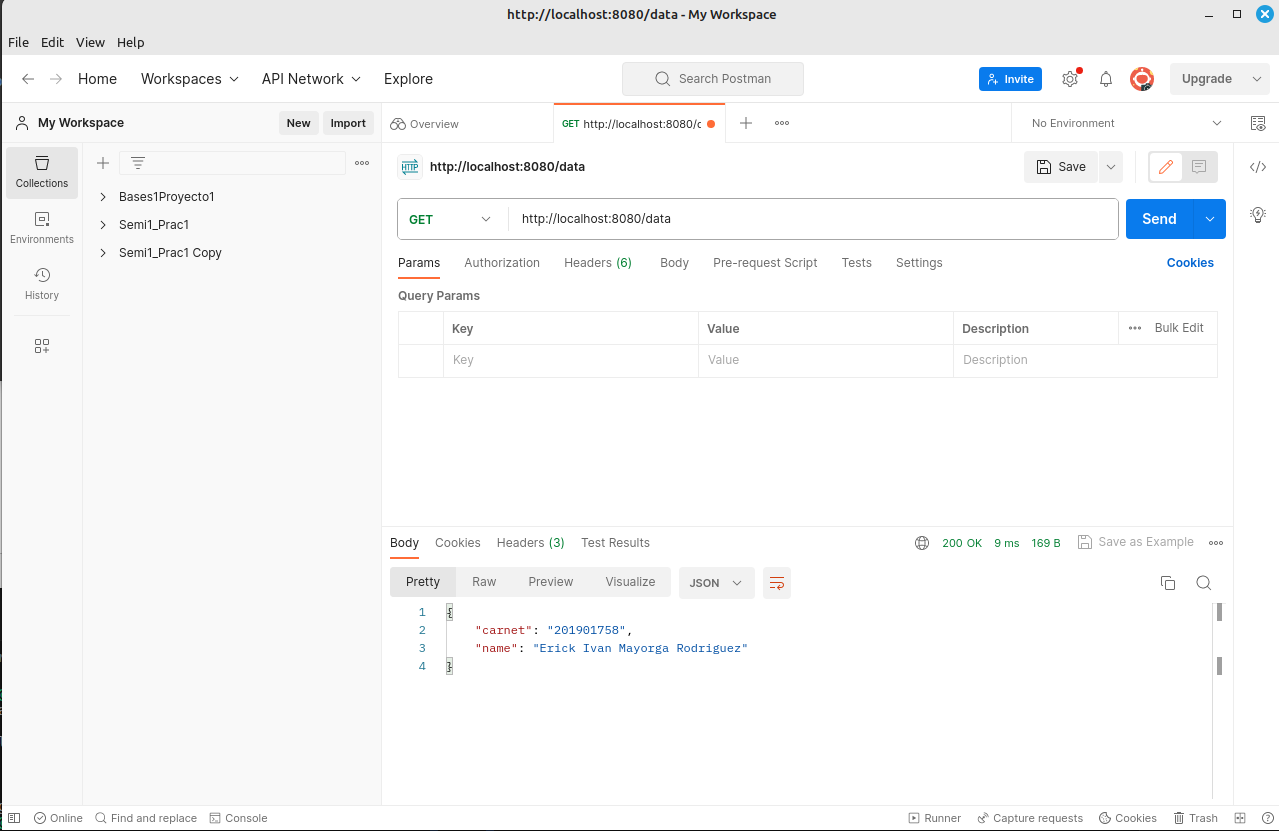 http://localhost:8080/data - My Workspace
File Edit View Help
Home Workspaces API Network Explore Search Postman Invite Upgrade
My Workspace New Import Overview GET http://localhost:8080/c No Environment
HTTP http://localhost:8080/data Save
Collections
Bases1Proyecto1
Semi1_Prac1
Semi1_Prac1 Copy
Environments
History
GET http://localhost:8080/data Send
Params Authorization Headers (6) Body Pre-request Script Tests Settings Cookies
Query Params
Key Value Description Bulk Edit
Key Value Description
Body Cookies Headers (3) Test Results 200 OK 9 ms 169 B Save as Example
Pretty Raw Preview Visualize JSON
1 {
2 "carnet": "201901758",
3 "name": "Erick Ivan Mayorga Rodriguez"
4 }
Online Find and replace Console Runner Capture requests Cookies Trash